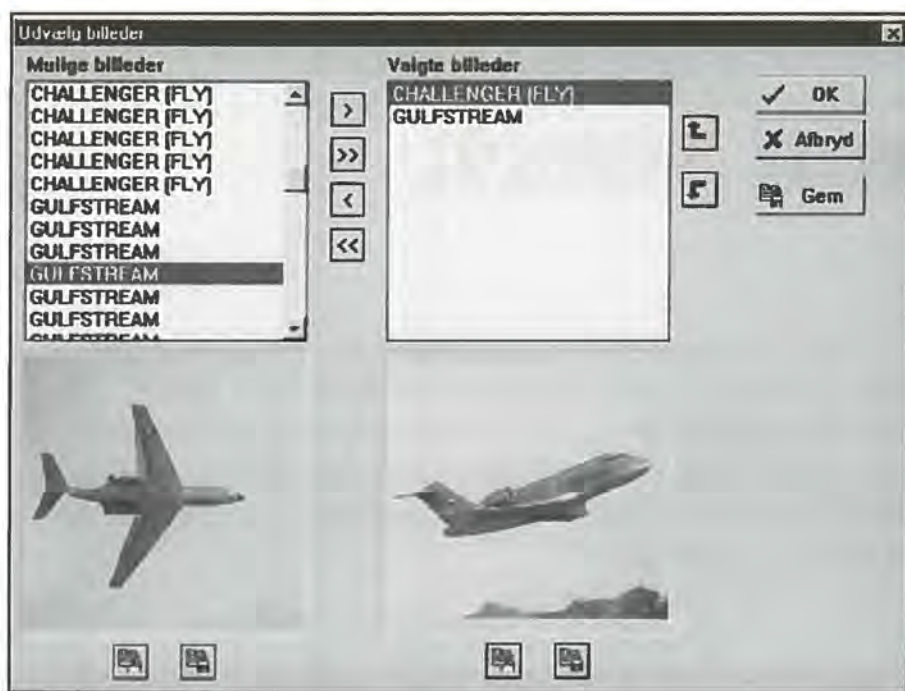 Udvælg billeder
Mulige billeder
CHALLENGER (FLY)
CHALLENGER (FLY)
CHALLENGER (FLY)
CHALLENGER (FLY)
CHALLENGER (FLY)
GULFSTREAM
GULFSTREAM
GULFSTREAM
GULFSTREAM
GULFSTREAM
GULFSTREAM
GULFSTREAM
>
>>
<
<<
Valgte billeder
CHALLENGER (FLY)
GULFSTREAM
OK
Afbryd
Gem